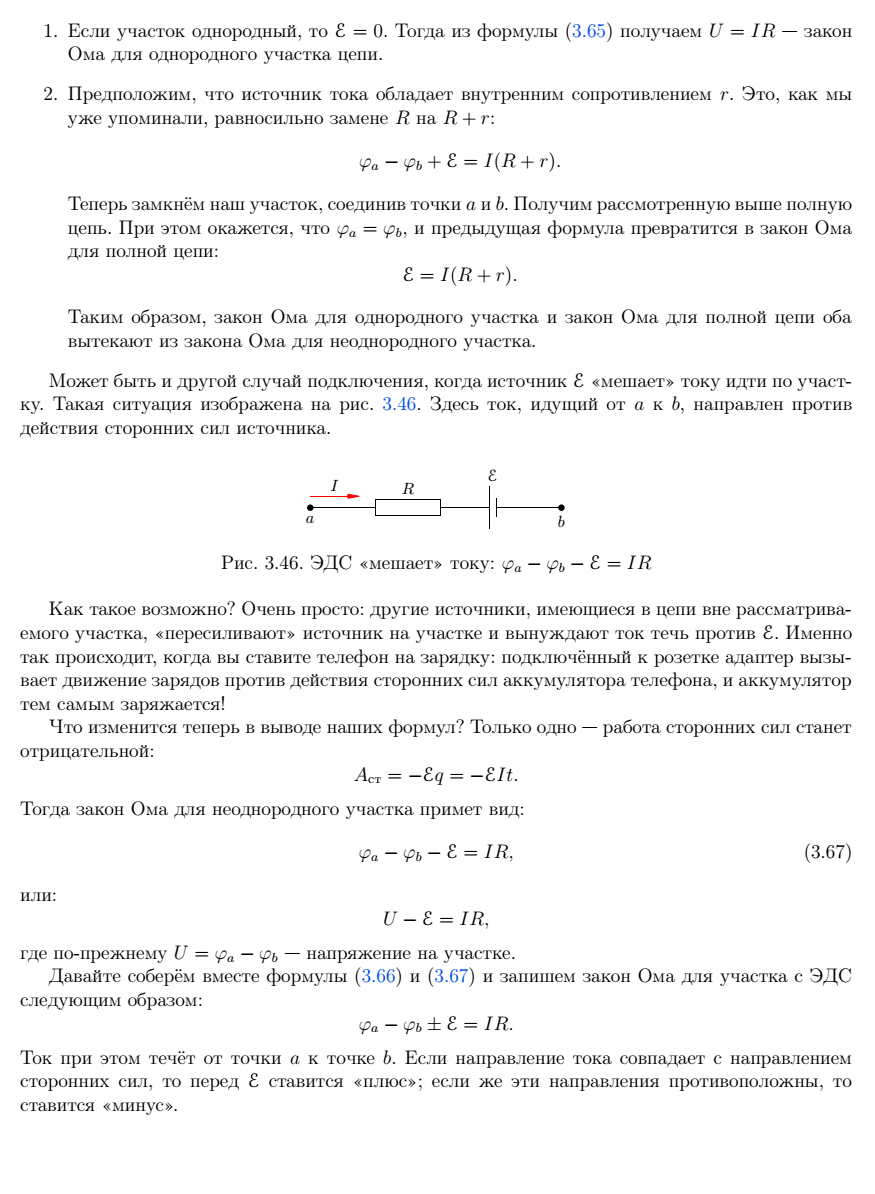 1. Если участок однородный, то ℰ = 0. Тогда из формулы (3.65) получаем U = IR — закон
Ома для однородного участка цепи.
2. Предположим, что источник тока обладает внутренним сопротивлением r. Это, как мы
уже упоминали, равносильно замене R на R + r:
φₐ − φ_b + ℰ = I(R + r).
Теперь замкнём наш участок, соединив точки a и b. Получим рассмотренную выше полную
цепь. При этом окажется, что φₐ = φ_b, и предыдущая формула превратится в закон Ома
для полной цепи:
ℰ = I(R + r).
Таким образом, закон Ома для однородного участка и закон Ома для полной цепи оба
вытекают из закона Ома для неоднородного участка.
Может быть и другой случай подключения, когда источник ℰ «мешает» току идти по участ-
ку. Такая ситуация изображена на рис. 3.46. Здесь ток, идущий от a к b, направлен против
действия сторонних сил источника.
I R ℰ
a b
Рис. 3.46. ЭДС «мешает» току: φₐ − φ_b − ℰ = IR
Как такое возможно? Очень просто: другие источники, имеющиеся в цепи вне рассматрива-
емого участка, «пересиливают» источник на участке и вынуждают ток течь против ℰ. Именно
так происходит, когда вы ставите телефон на зарядку: подключённый к розетке адаптер вызы-
вает движение зарядов против действия сторонних сил аккумулятора телефона, и аккумулятор
тем самым заряжается!
Что изменится теперь в выводе наших формул? Только одно — работа сторонних сил станет
отрицательной:
A_ст = −ℰq = −ℰIt.
Тогда закон Ома для неоднородного участка примет вид:
φₐ − φ_b − ℰ = IR, (3.67)
или:
U − ℰ = IR,
где по-прежнему U = φₐ − φ_b — напряжение на участке.
Давайте соберём вместе формулы (3.66) и (3.67) и запишем закон Ома для участка с ЭДС
следующим образом:
φₐ − φ_b ± ℰ = IR.
Ток при этом течёт от точки a к точке b. Если направление тока совпадает с направлением
сторонних сил, то перед ℰ ставится «плюс»; если же эти направления противоположны, то
ставится «минус».